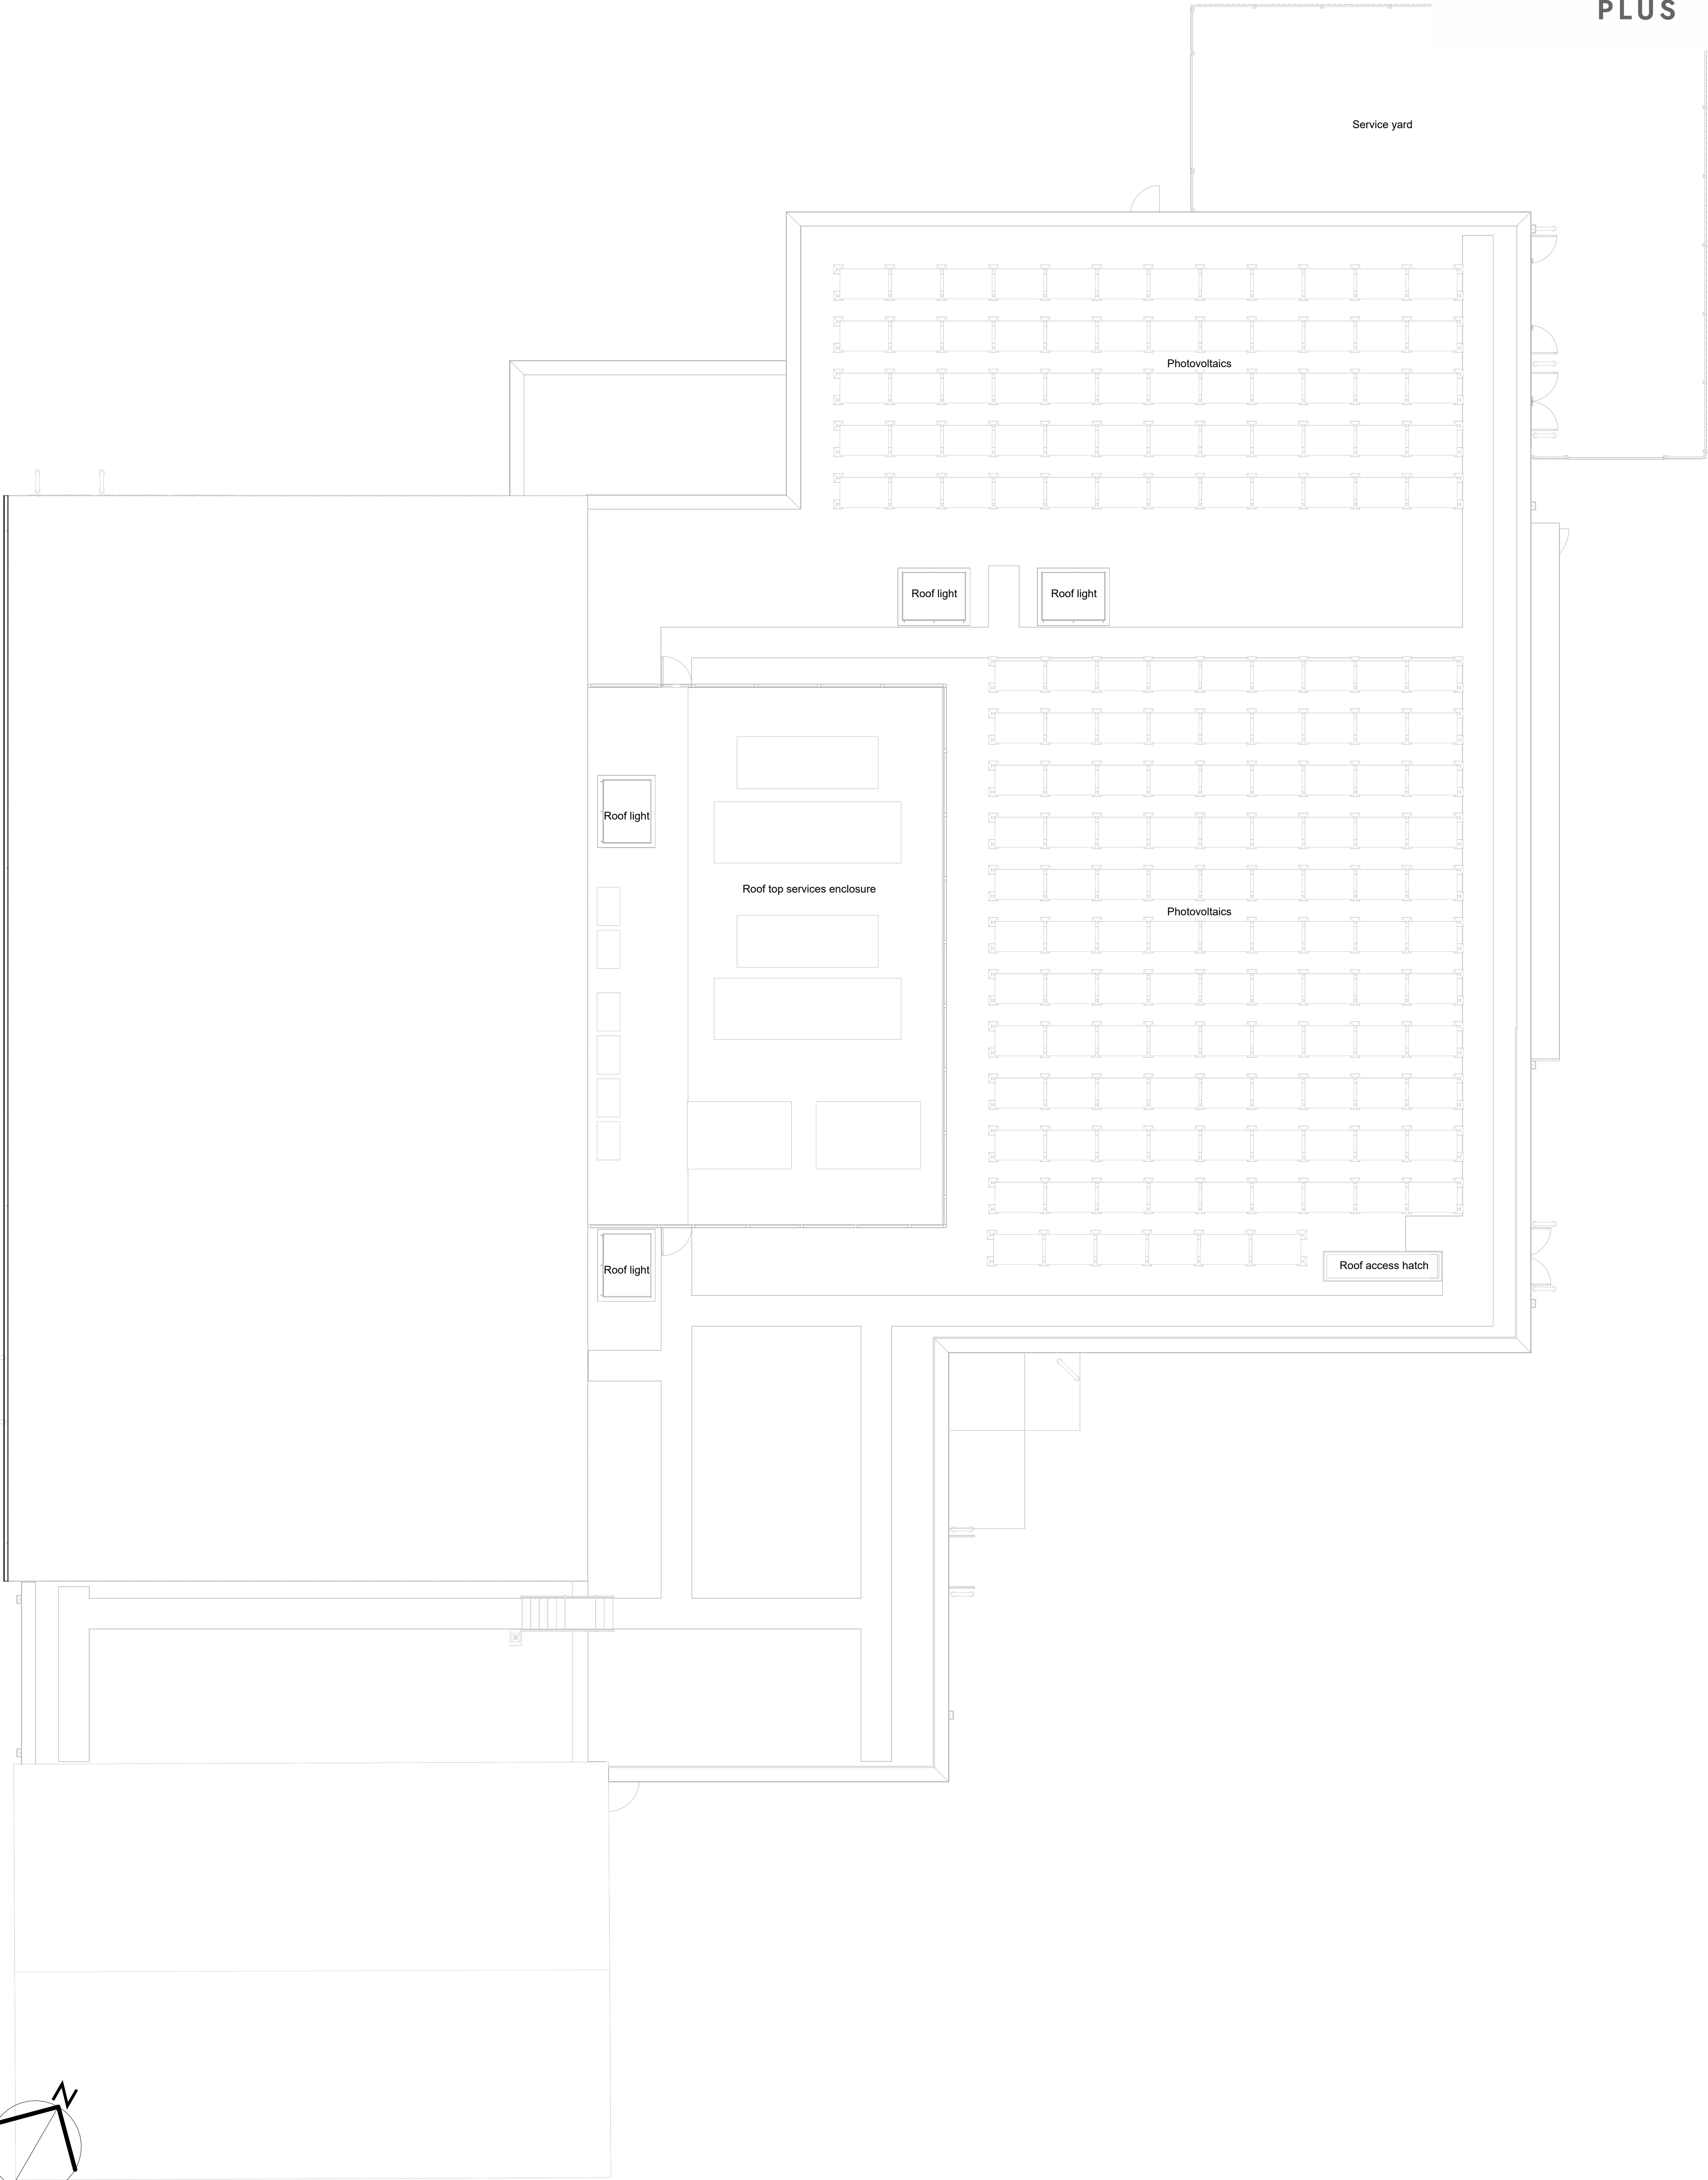 PLUS
Service yard
Photovoltaics
Roof light
Roof light
Roof light
Roof top services enclosure
Photovoltaics
Roof access hatch
Roof light
N